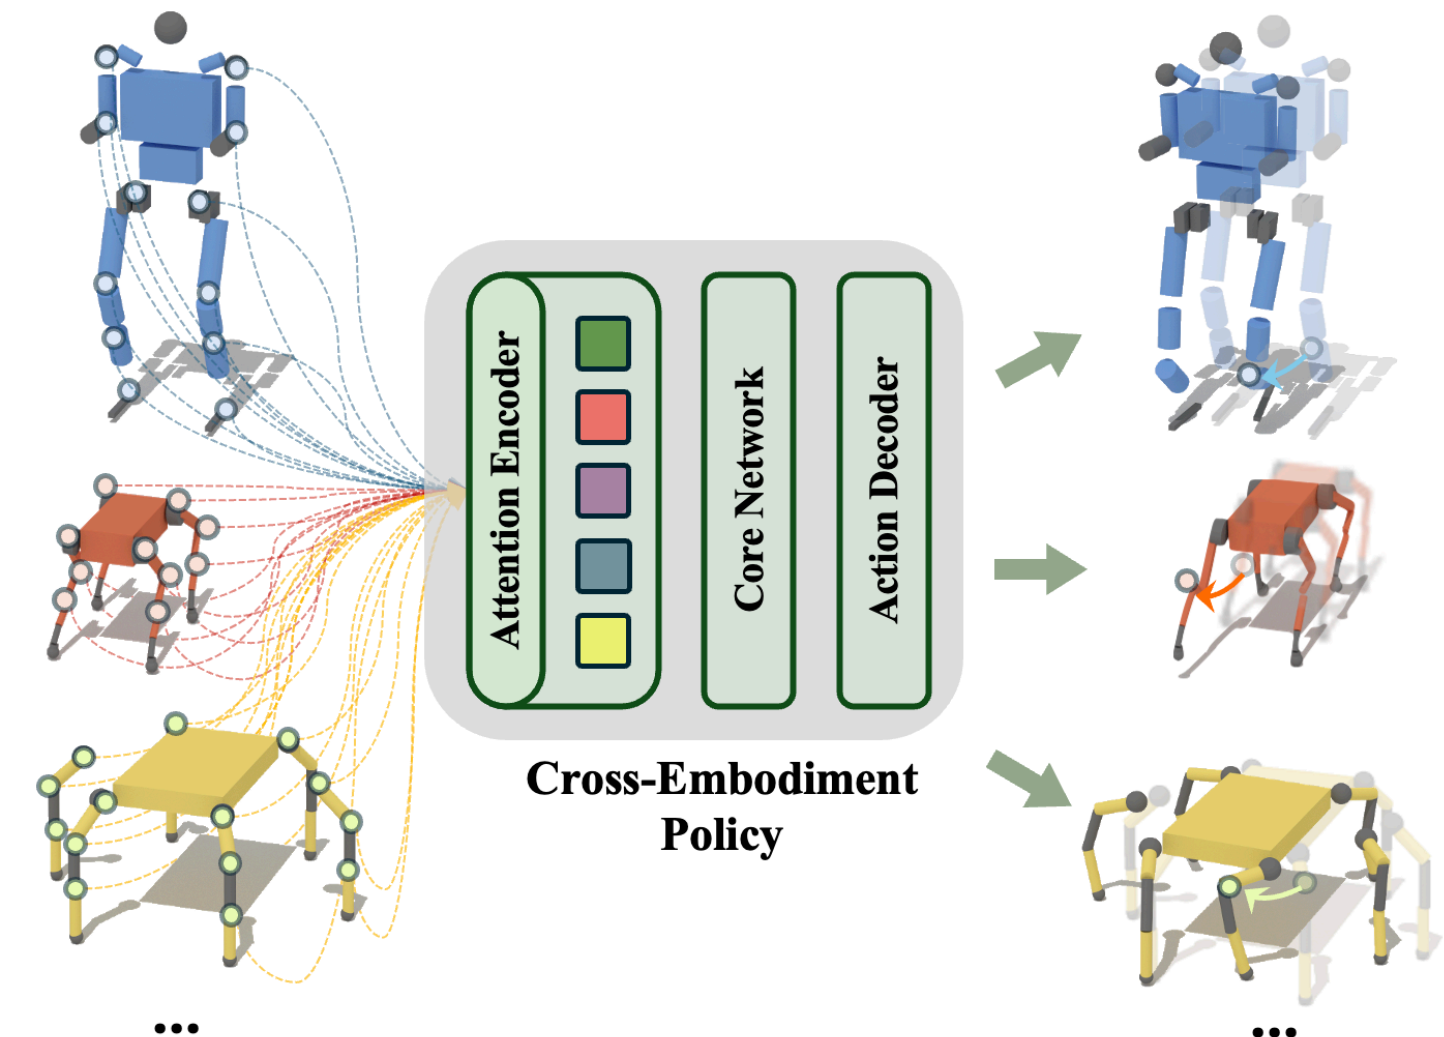 Attention Encoder
Core Network
Action Decoder
Cross-Embodiment
Policy
...
...